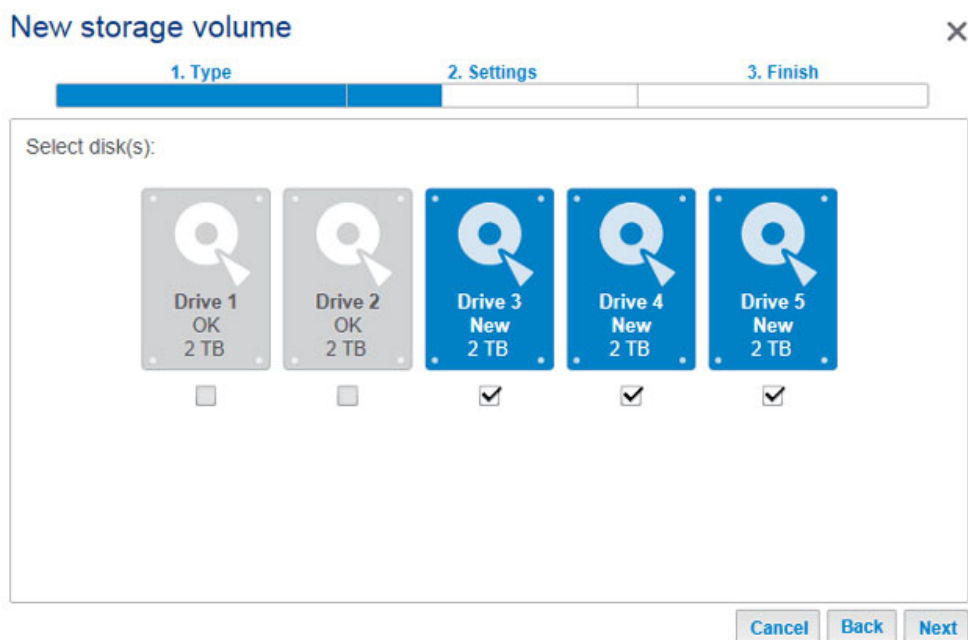 New storage volume
1. Type 2. Settings 3. Finish
Select disk(s):
Drive 1 Drive 2 Drive 3 Drive 4 Drive 5
OK OK New New New
2 TB 2 TB 2 TB 2 TB 2 TB
Cancel Back Next